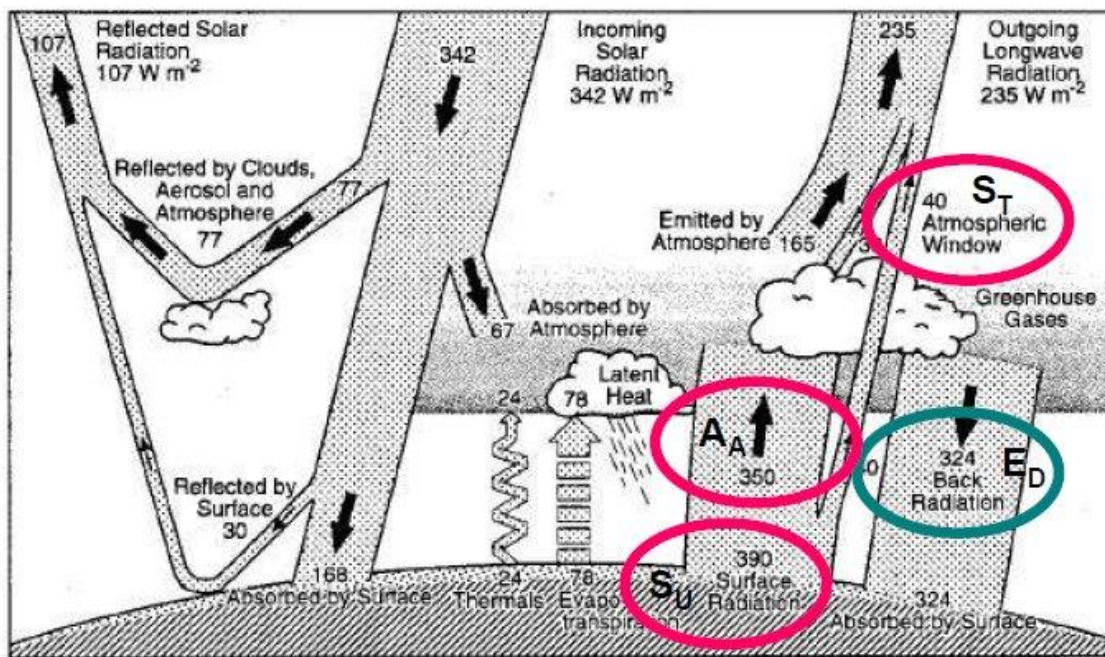 107
Reflected Solar
Radiation
107 W m-2
342
Incoming
Solar
Radiation
342 W m-2
235
Outgoing
Longwave
Radiation
235 W m-2
Reflected by Clouds,
Aerosol and
Atmosphere
77
77
Emitted by
Atmosphere
165
40
Atmospheric
Window
ST
Greenhouse
Gases
67
Absorbed by
Atmosphere
Latent
Heat
24
78
AA
350
324
Back
Radiation
ED
Reflected by
Surface
30
168
Absorbed by Surface
24
Thermals
78
Evapo
transpiration
SU
390
Surface
Radiation
324
Absorbed by Surface